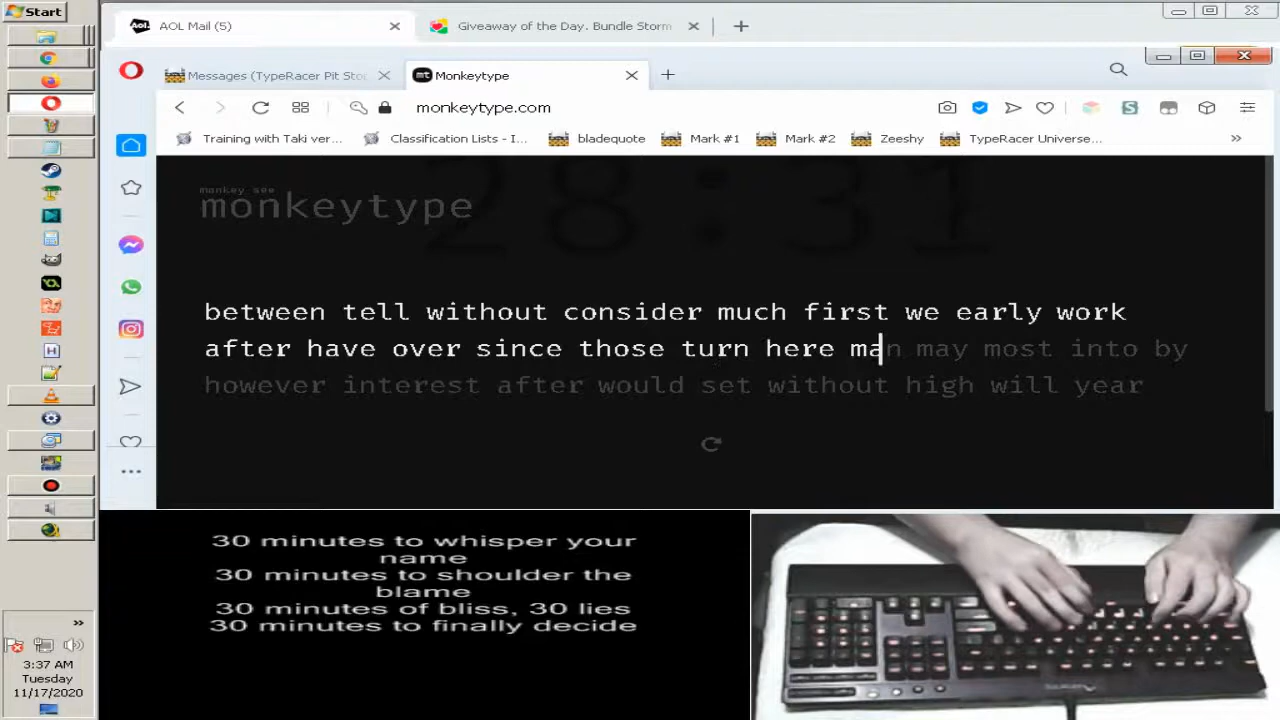 Start
AOL Mail (5)
Giveaway of the Day. Bundle Storm
Messages (TypeRacer Pit Sto
mt Monkeytype
monkeytype.com
Training with Taki ver...
Classification Lists - I...
bladequote
Mark #1
Mark #2
Zeeshy
TypeRacer Universe...
28:31
monkey see
monkeytype
between tell without consider much first we early work
after have over since those turn here man may most into by
however interest after would set without high will year
30 minutes to whisper your
name
30 minutes to shoulder the
blame
30 minutes of bliss, 30 lies
30 minutes to finally decide
3:37 AM
Tuesday
11/17/2020